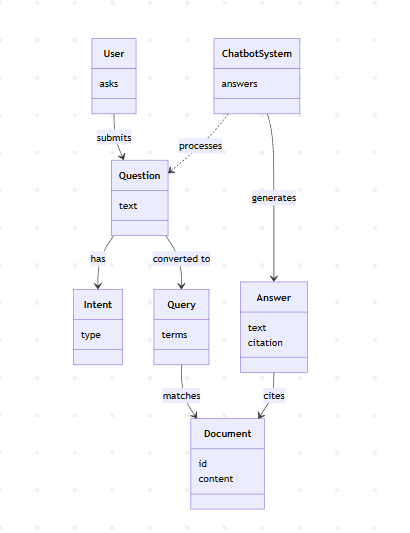 User
asks
ChatbotSystem
answers
submits
processes
Question
text
generates
has
converted to
Intent
type
Query
terms
Answer
text
citation
matches
cites
Document
id
content